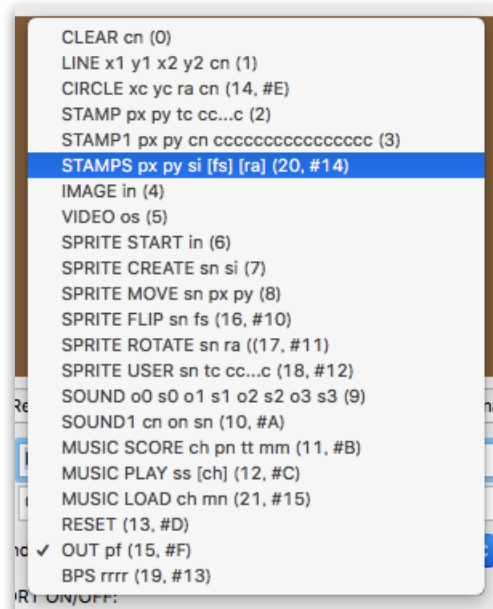 CLEAR cn (0)
LINE x1 y1 x2 y2 cn (1)
CIRCLE xc yc ra cn (14, #E)
STAMP px py tc cc...c (2)
STAMP1 px py cn cccccccccccccccc (3)
STAMPS px py si [fs] [ra] (20, #14)
IMAGE in (4)
VIDEO os (5)
SPRITE START in (6)
SPRITE CREATE sn si (7)
SPRITE MOVE sn px py (8)
SPRITE FLIP sn fs (16, #10)
SPRITE ROTATE sn ra ((17, #11)
SPRITE USER sn tc cc...c (18, #12)
SOUND o0 s0 o1 s1 o2 s2 o3 s3 (9)
SOUND1 cn on sn (10, #A)
MUSIC SCORE ch pn tt mm (11, #B)
MUSIC PLAY ss [ch] (12, #C)
MUSIC LOAD ch mn (21, #15)
RESET (13, #D)
✓ OUT pf (15, #F)
BPS rrrr (19, #13)
ON/OFF: